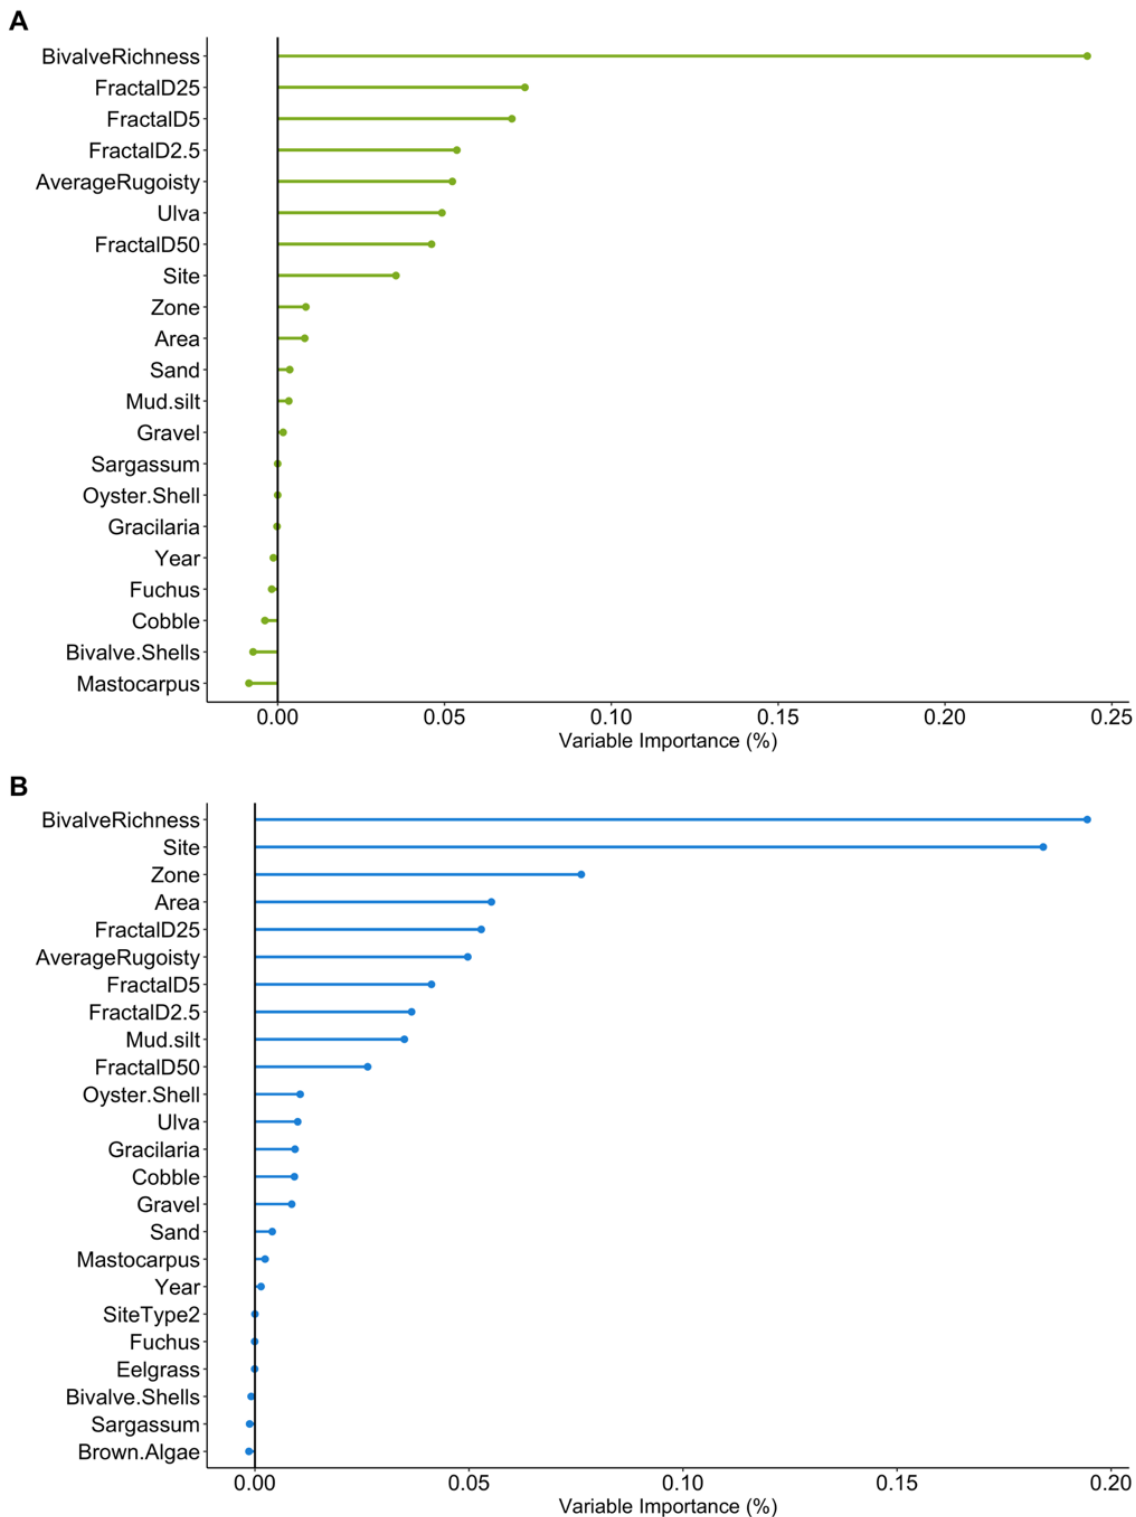 A
BivalveRichness
FractalD25
FractalD5
FractalD2.5
AverageRugoisty
Ulva
FractalD50
Site
Zone
Area
Sand
Mud.silt
Gravel
Sargassum
Oyster.Shell
Gracilaria
Year
Fuchus
Cobble
Bivalve.Shells
Mastocarpus
0.00 0.05 0.10 0.15 0.20 0.25
Variable Importance (%)
B
BivalveRichness
Site
Zone
Area
FractalD25
AverageRugoisty
FractalD5
FractalD2.5
Mud.silt
FractalD50
Oyster.Shell
Ulva
Gracilaria
Cobble
Gravel
Sand
Mastocarpus
Year
SiteType2
Fuchus
Eelgrass
Bivalve.Shells
Sargassum
Brown.Algae
0.00 0.05 0.10 0.15 0.20
Variable Importance (%)